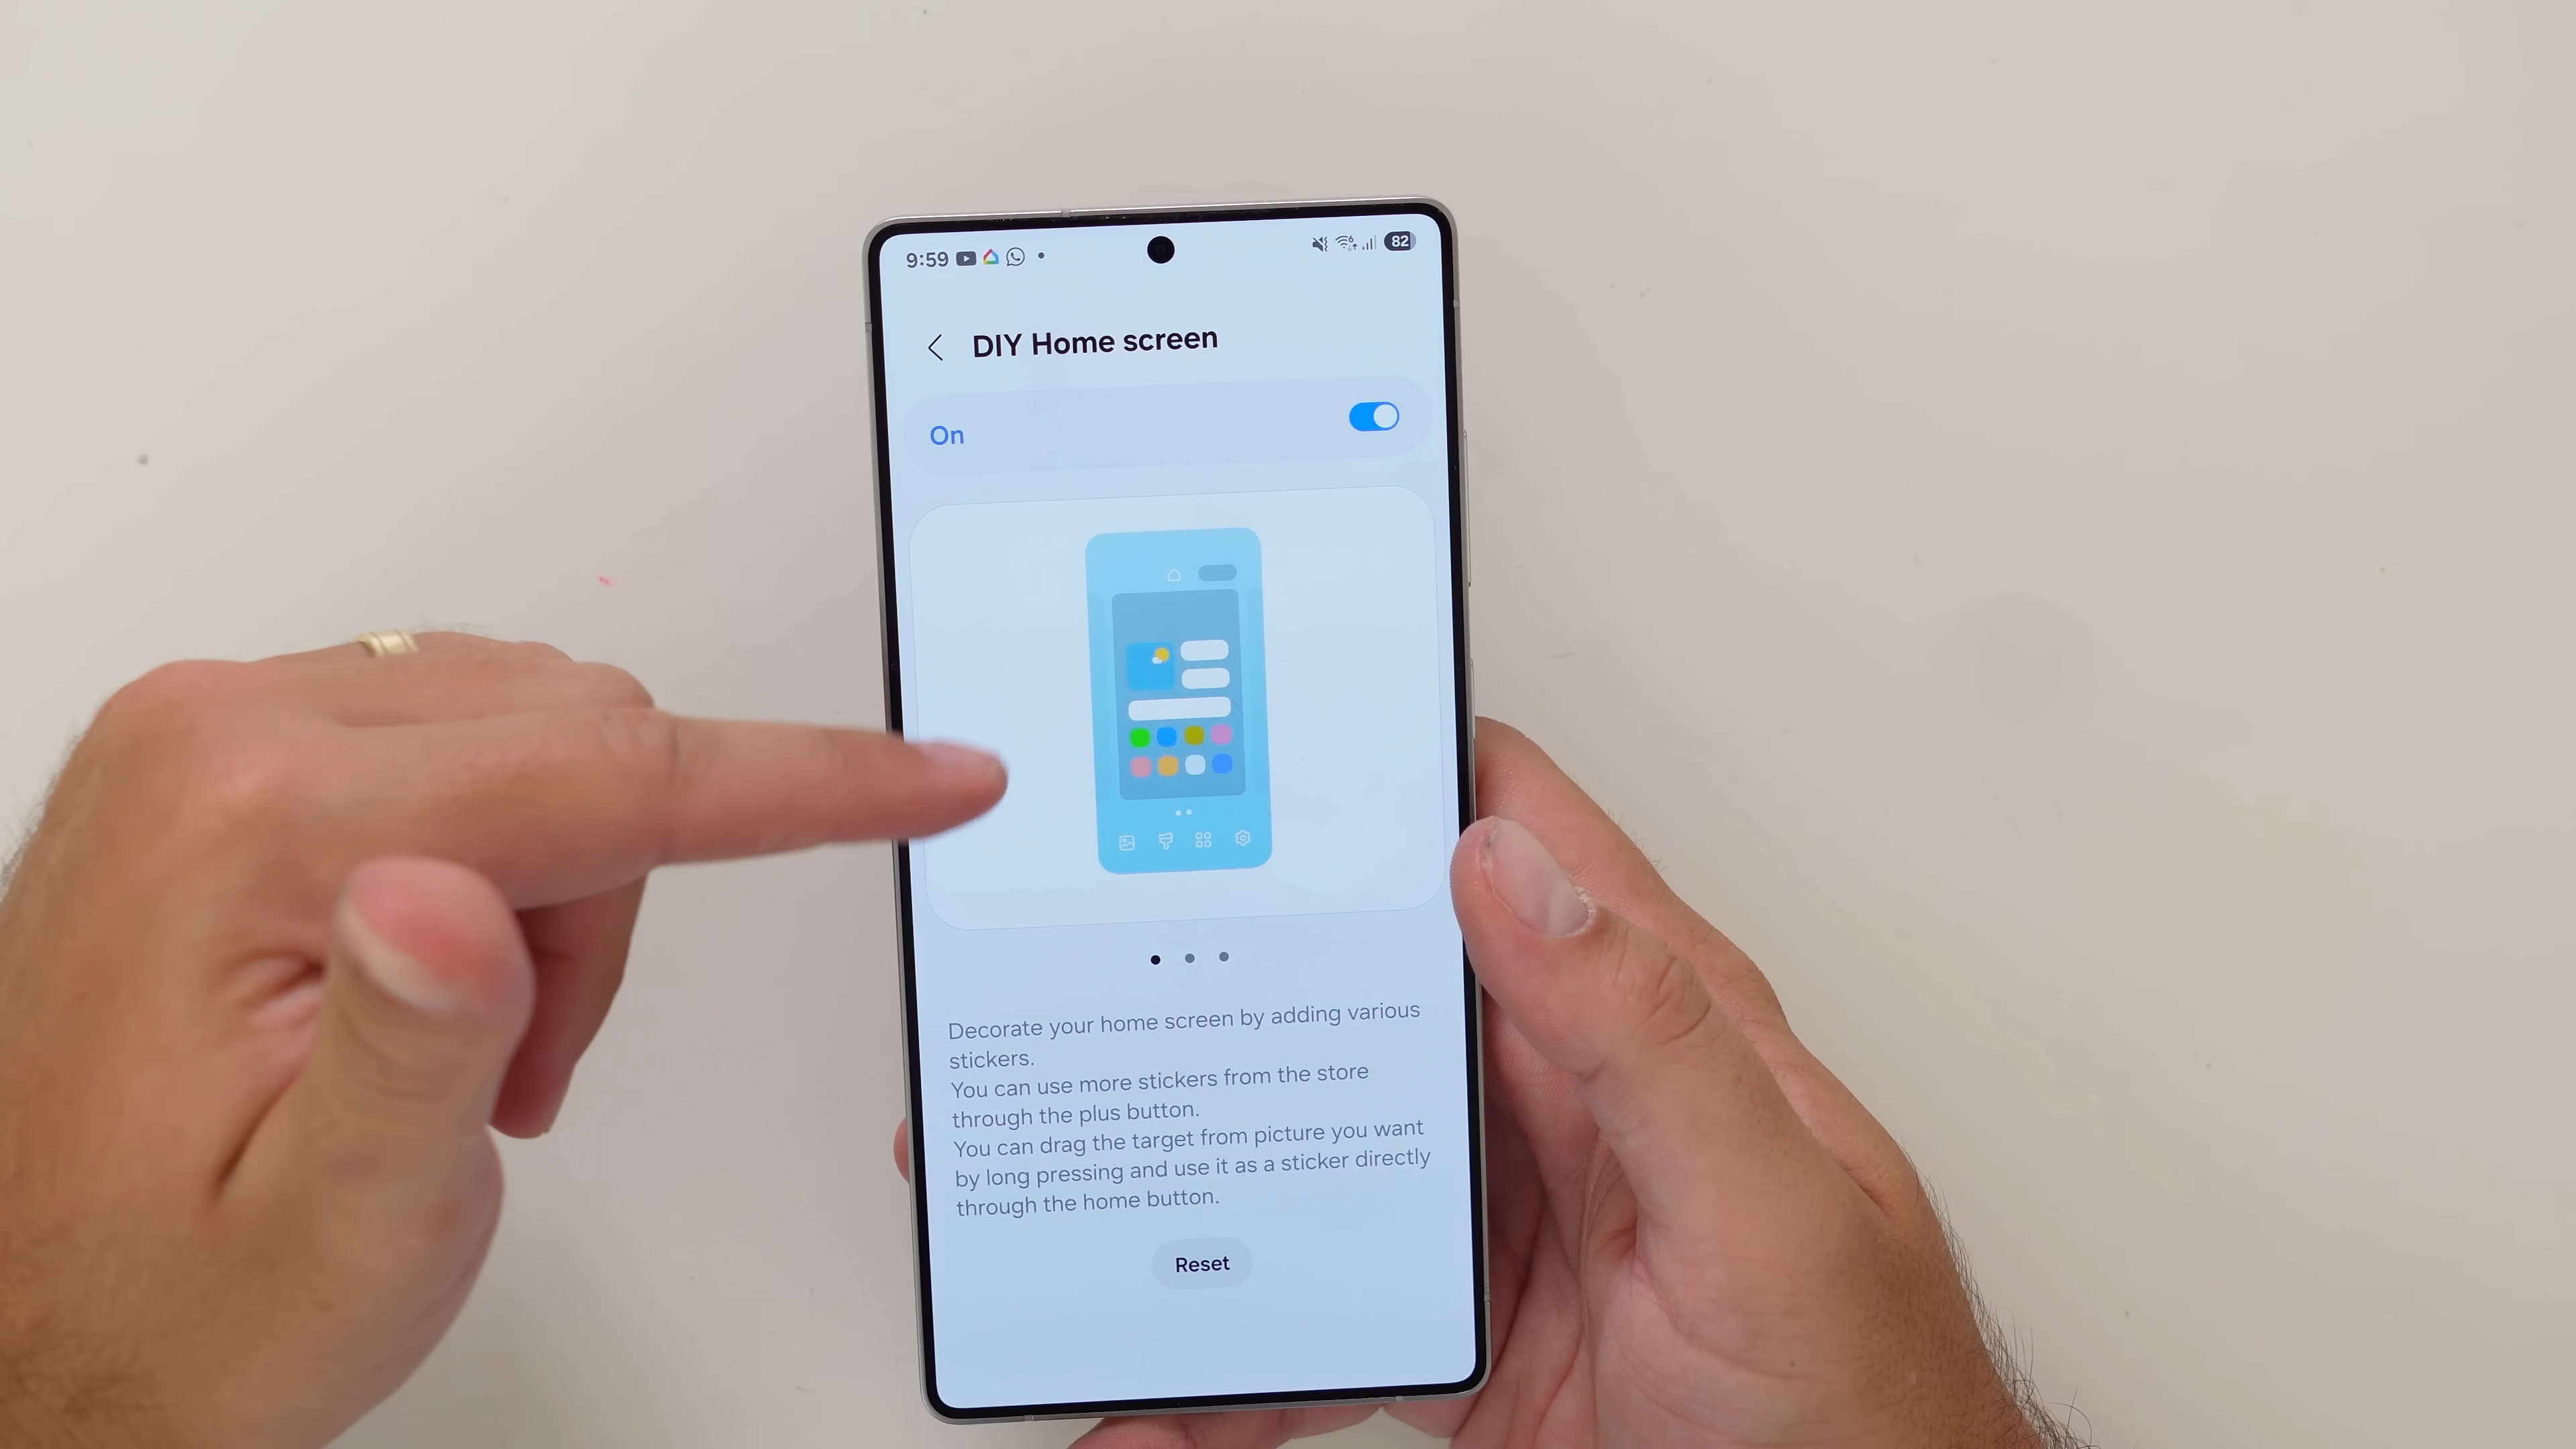 9:59
82
DIY Home screen
On
Decorate your home screen by adding various
stickers.
You can use more stickers from the store
through the plus button.
You can drag the target from picture you want
by long pressing and use it as a sticker directly
through the home button.
Reset